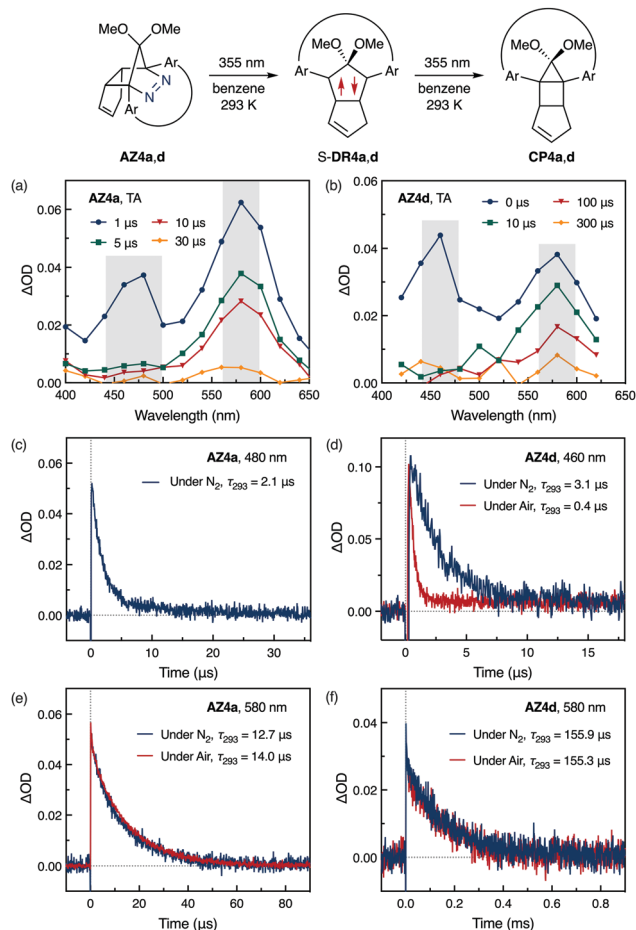 MeO OMe
Ar
N
N
Ar
355 nm
benzene
293 K
MeO OMe
Ar Ar
355 nm
benzene
293 K
MeO OMe
Ar Ar
AZ4a,d
S-DR4a,d
CP4a,d
(a)
AZ4a, TA
1 μs 10 μs
5 μs 30 μs
ΔOD
0.06
0.04
0.02
0.00
400 450 500 550 600 650
Wavelength (nm)
(b)
AZ4d, TA
0 μs 100 μs
10 μs 300 μs
ΔOD
0.06
0.04
0.02
0.00
400 450 500 550 600 650
Wavelength (nm)
(c)
AZ4a, 480 nm
Under N₂, τ₂₉₃ = 2.1 μs
ΔOD
0.06
0.04
0.02
0.00
0 10 20 30
Time (μs)
(d)
AZ4d, 460 nm
Under N₂, τ₂₉₃ = 3.1 μs
Under Air, τ₂₉₃ = 0.4 μs
ΔOD
0.10
0.05
0.00
0 5 10 15
Time (μs)
(e)
AZ4a, 580 nm
Under N₂, τ₂₉₃ = 12.7 μs
Under Air, τ₂₉₃ = 14.0 μs
ΔOD
0.06
0.04
0.02
0.00
0 20 40 60 80
Time (μs)
(f)
AZ4d, 580 nm
Under N₂, τ₂₉₃ = 155.9 μs
Under Air, τ₂₉₃ = 155.3 μs
ΔOD
0.04
0.02
0.00
0.0 0.2 0.4 0.6 0.8
Time (ms)